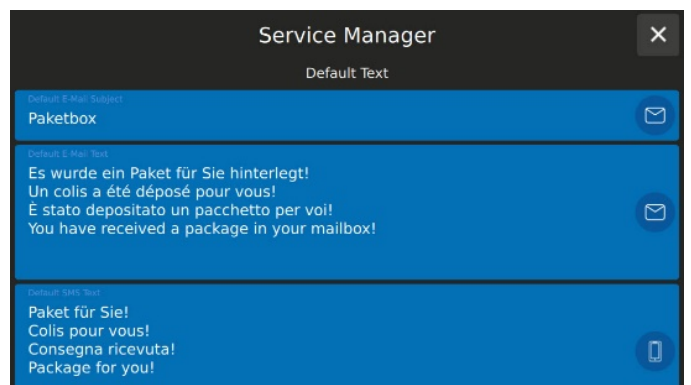 Service Manager
Default Text
Default E-Mail Subject
Paketbox
Default E-Mail Text
Es wurde ein Paket für Sie hinterlegt!
Un colis a été déposé pour vous!
È stato depositato un pacchetto per voi!
You have received a package in your mailbox!
Default SMS Text
Paket für Sie!
Colis pour vous!
Consegna ricevuta!
Package for you!